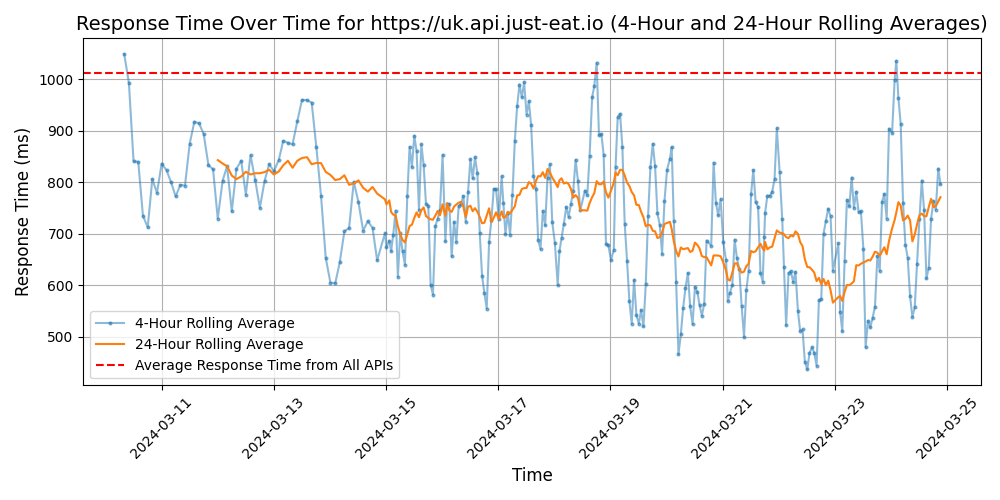 Response Time Over Time for https://uk.api.just-eat.io (4-Hour and 24-Hour Rolling Averages)
Response Time (ms)
1000
900
800
700
600
500
4-Hour Rolling Average
24-Hour Rolling Average
Average Response Time from All APIs
2024-03-11
2024-03-13
2024-03-15
2024-03-17
2024-03-19
2024-03-21
2024-03-23
2024-03-25
Time